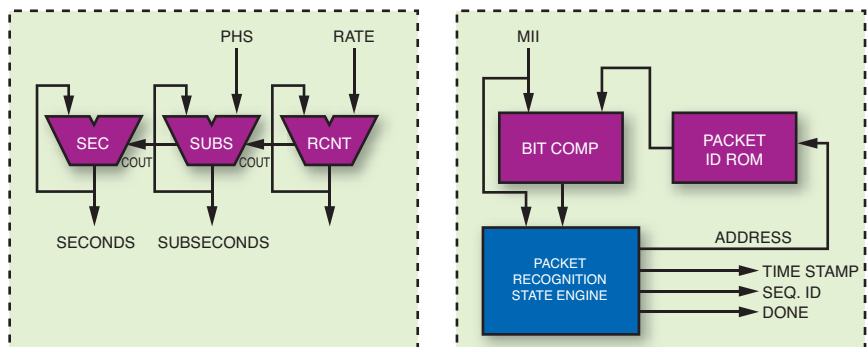 PHS
RATE
SEC
COUT
SUBS
COUT
RCNT
SECONDS
SUBSECONDS
MII
BIT COMP
PACKET
ID ROM
PACKET
RECOGNITION
STATE ENGINE
ADDRESS
TIME STAMP
SEQ. ID
DONE